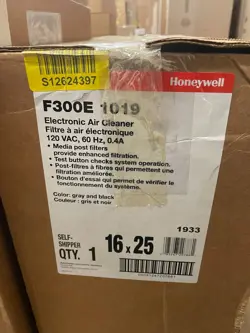 S12624397
Honeywell
F300E 1019
Electronic Air Cleaner
Filtre à air électronique
120 VAC, 60 Hz, 0.4A
• Media post filters
provide enhanced filtration.
• Test button checks system operation.
• Post-filtres à fibres qui permettent une
filtration améliorée.
• Bouton d'essai qui permet de vérifier le
fonctionnement du système.
Color: gray and black
Couleur : gris et noir
1933
SELF-
SHIPPER
QTY. 1
16 x 25